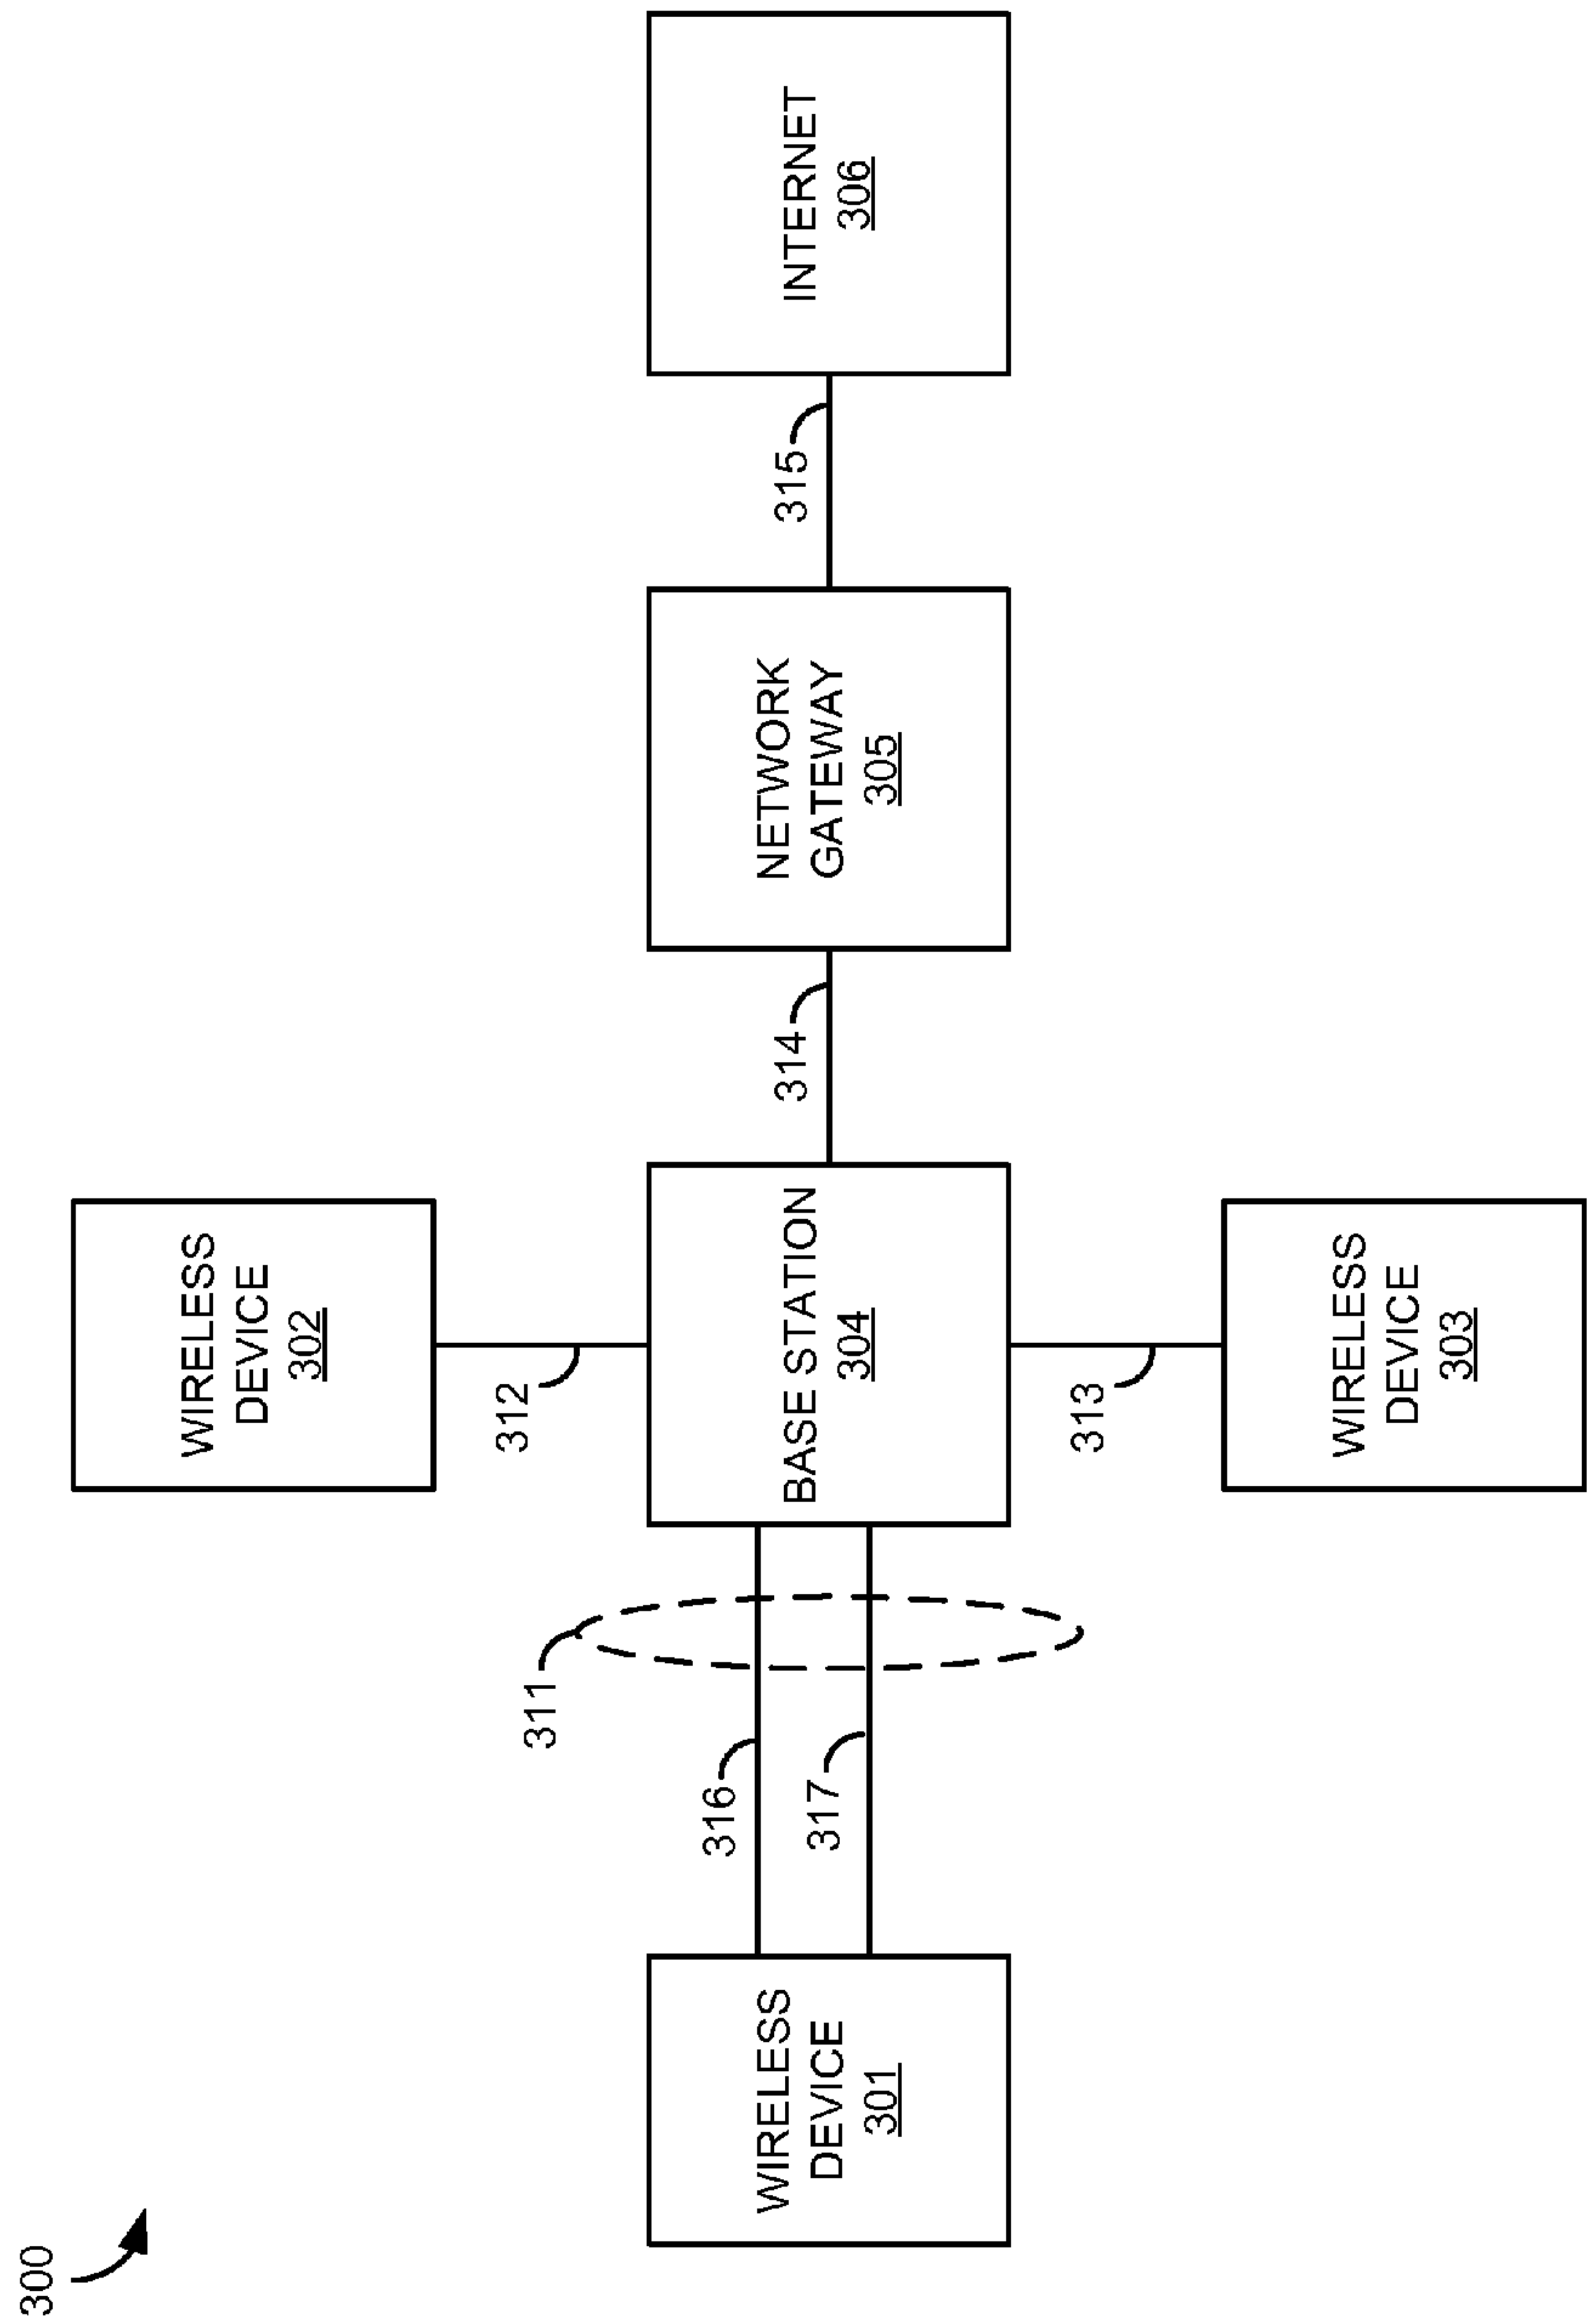 300
WIRELESS
DEVICE
302
312
311
316
317
WIRELESS
DEVICE
301
BASE STATION
304
314
NETWORK
GATEWAY
305
315
INTERNET
306
313
WIRELESS
DEVICE
303